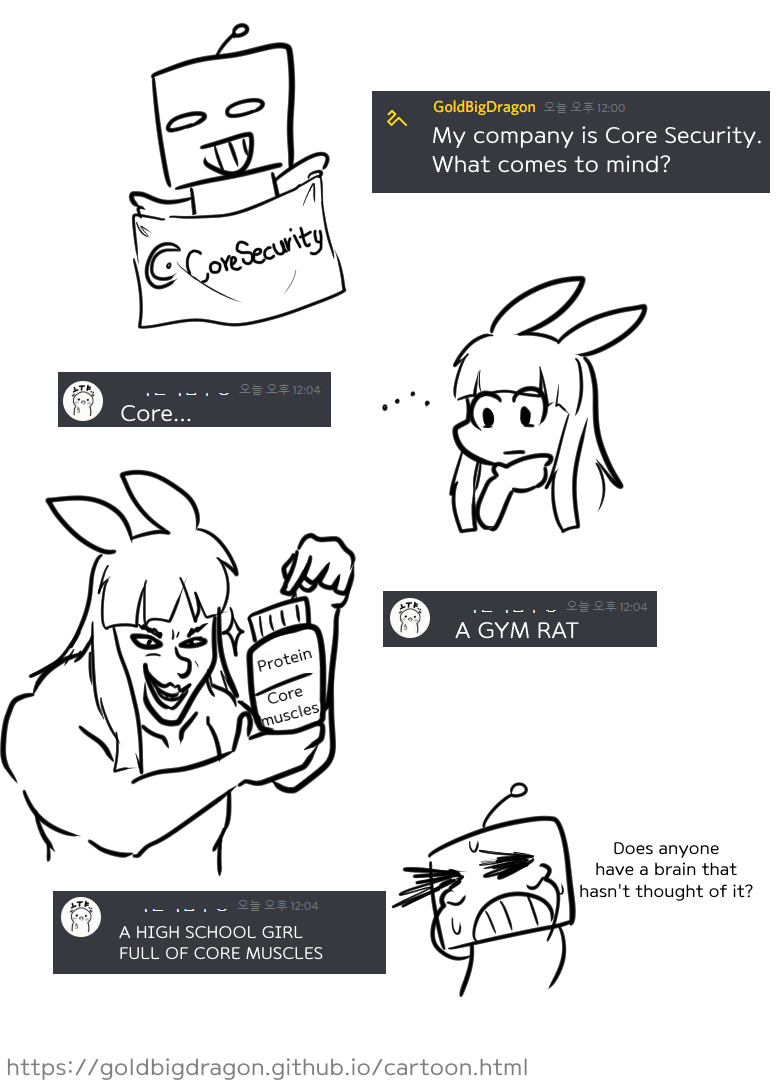 GoldBigDragon 오늘 오후 12:00
My company is Core Security.
What comes to mind?
CoreSecurity
오늘 오후 12:04
Core...
오늘 오후 12:04
A GYM RAT
Protein
Core
muscles
Does anyone
have a brain that
hasn't thought of it?
오늘 오후 12:04
A HIGH SCHOOL GIRL
FULL OF CORE MUSCLES
https://goldbigdragon.github.io/cartoon.html